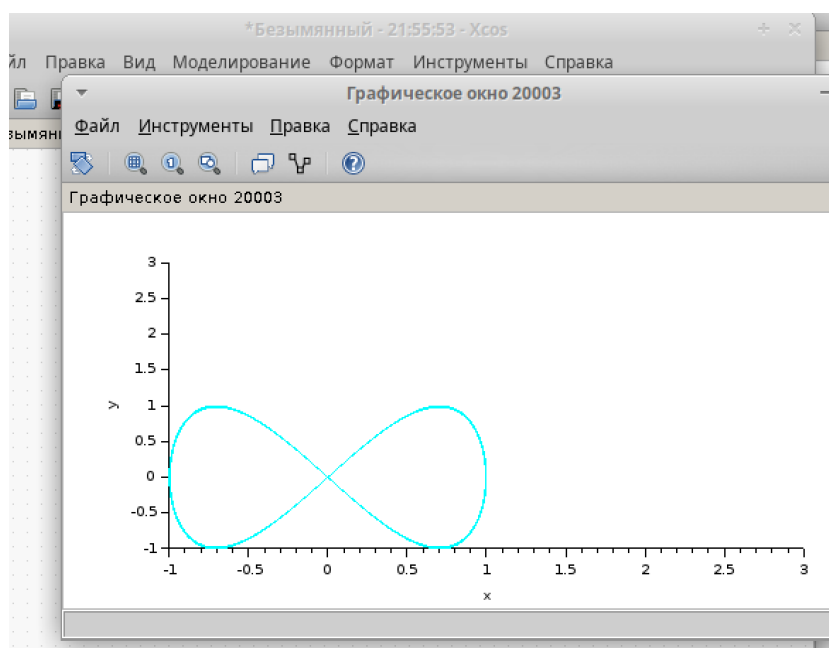 *Безымянный - 21:55:53 - Xcos
Правка Вид Моделирование Формат Инструменты Справка
Графическое окно 20003
Файл Инструменты Правка Справка
Графическое окно 20003
3
2.5
2
1.5
y 1
0.5
0
-0.5
-1
-1 -0.5 0 0.5 1 1.5 2 2.5 3
x